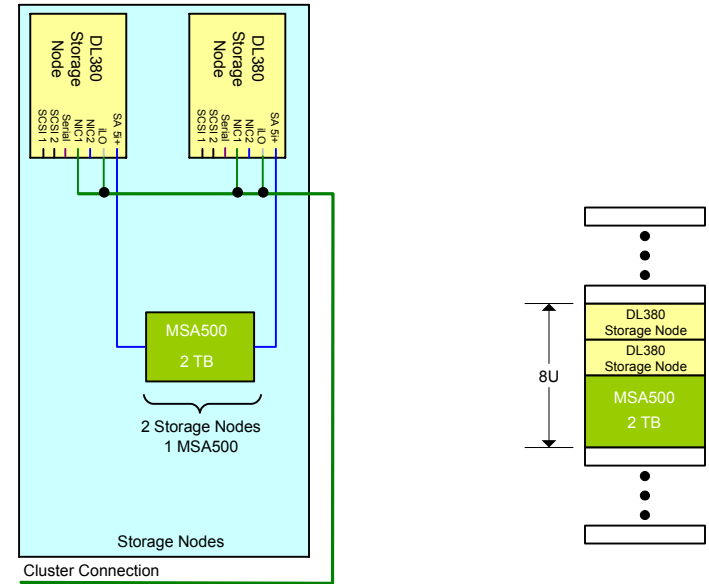 DL380
Storage
Node
SCSI 1
SCSI 2
Serial
NIC1
NIC2
iLO
SA 5i+
DL380
Storage
Node
SCSI 1
SCSI 2
Serial
NIC1
NIC2
iLO
SA 5i+
MSA500
2 TB
2 Storage Nodes
1 MSA500
Storage Nodes
Cluster Connection
8U
DL380
Storage Node
DL380
Storage Node
MSA500
2 TB